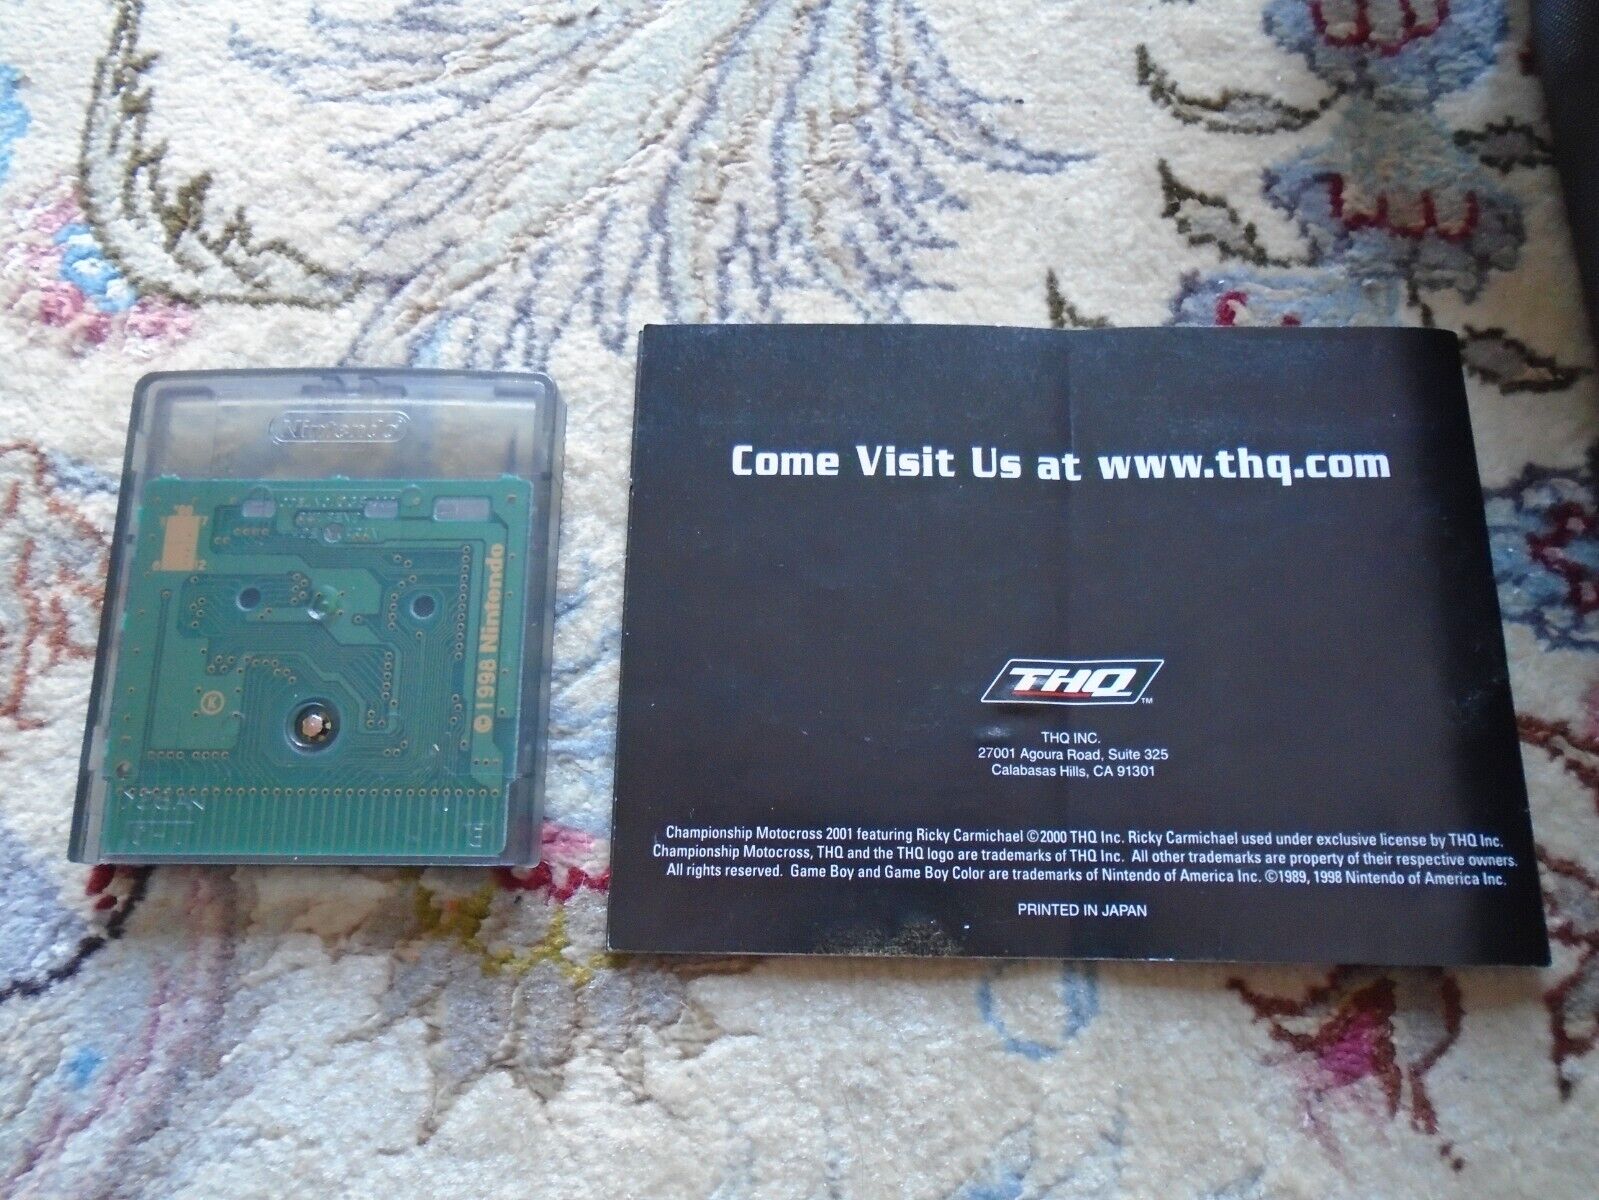 Nintendo®
© 1998 Nintendo
K
E
Come Visit Us at www.thq.com
THQ™
THQ INC.
27001 Agoura Road, Suite 325
Calabasas Hills, CA 91301
Championship Motocross 2001 featuring Ricky Carmichael ©2000 THQ Inc. Ricky Carmichael used under exclusive license by THQ Inc.
Championship Motocross, THQ and the THQ logo are trademarks of THQ Inc. All other trademarks are property of their respective owners.
All rights reserved. Game Boy and Game Boy Color are trademarks of Nintendo of America Inc. ©1989, 1998 Nintendo of America Inc.
PRINTED IN JAPAN